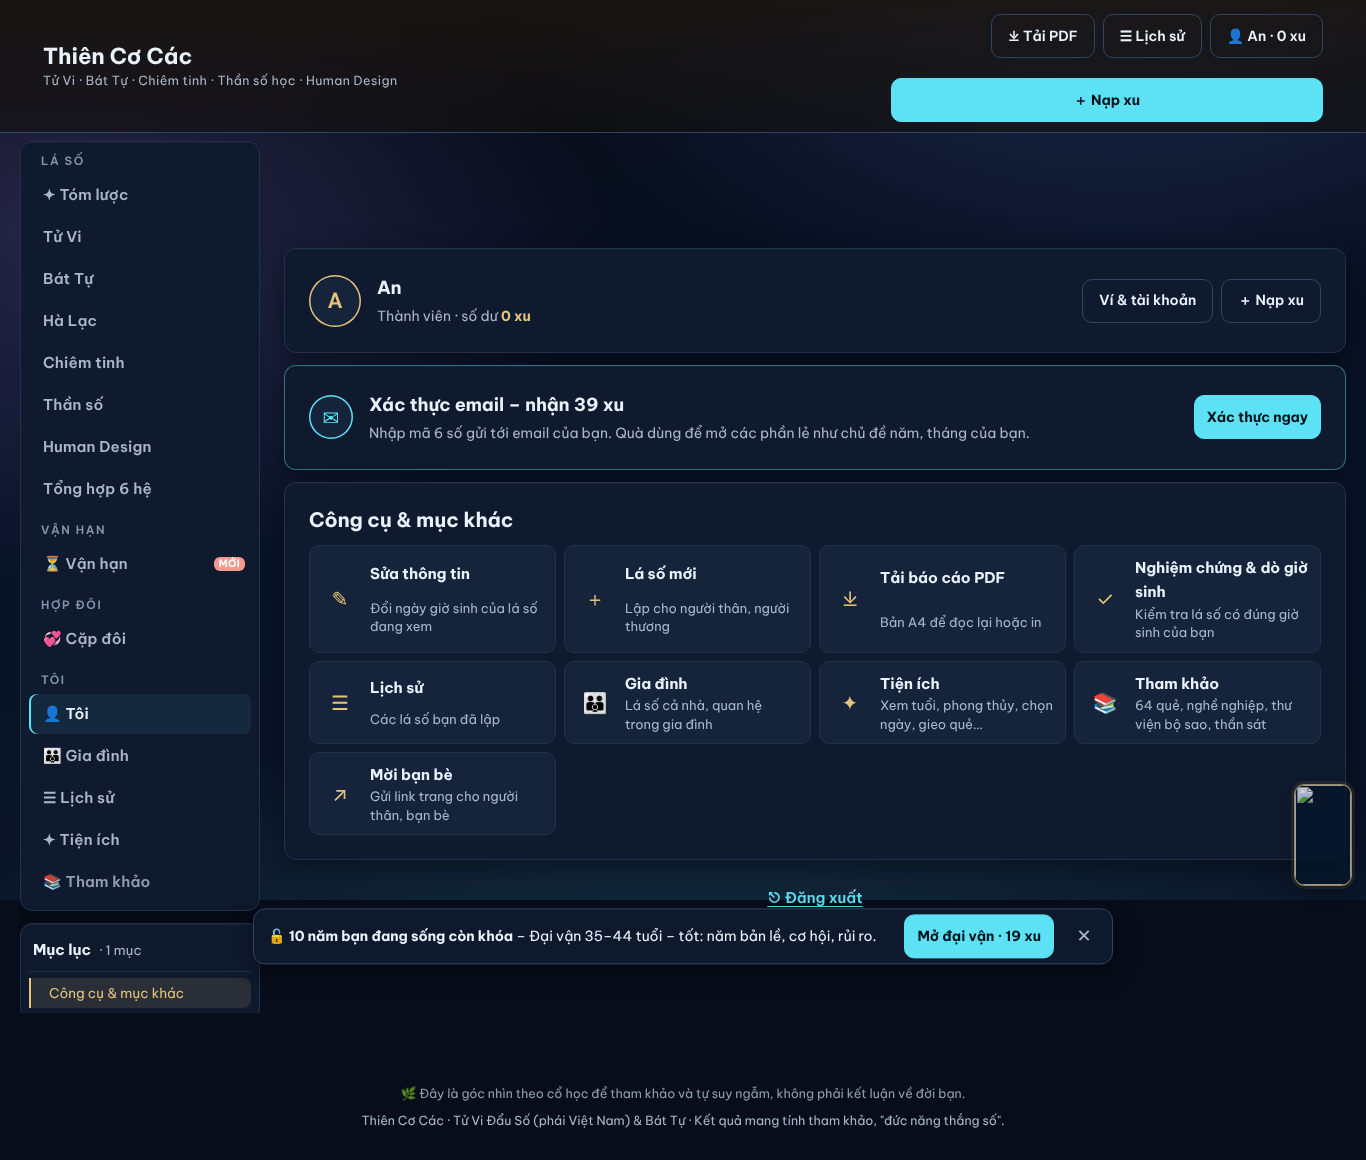 Thiên Cơ Các
Tử Vi · Bát Tự · Chiêm tinh · Thần số học · Human Design
Tải PDF
☰ Lịch sử
👤 An · 0 xu
+ Nạp xu
LÁ SỐ
✦ Tóm lược
Tử Vi
Bát Tự
Hà Lạc
Chiêm tinh
Thần số
Human Design
Tổng hợp 6 hệ
VẬN HẠN
⏳ Vận hạn
MỚI
HỢP ĐÔI
💞 Cặp đôi
TÔI
👤 Tôi
👪 Gia đình
☰ Lịch sử
✦ Tiện ích
📚 Tham khảo
Mục lục · 1 mục
Công cụ & mục khác
A
An
Thành viên · số dư 0 xu
Ví & tài khoản
+ Nạp xu
Xác thực email – nhận 39 xu
Nhập mã 6 số gửi tới email của bạn. Quà dùng để mở các phần lẻ như chủ đề năm, tháng của bạn.
Xác thực ngay
Công cụ & mục khác
Sửa thông tin
Đổi ngày giờ sinh của lá số
đang xem
Lá số mới
Lập cho người thân, người
thương
Tải báo cáo PDF
Bản A4 để đọc lại hoặc in
Nghiệm chứng & dò giờ
sinh
Kiểm tra lá số có đúng giờ
sinh của bạn
Lịch sử
Các lá số bạn đã lập
Gia đình
Lá số cả nhà, quan hệ
trong gia đình
Tiện ích
Xem tuổi, phong thủy, chọn
ngày, gieo quẻ…
Tham khảo
64 quẻ, nghề nghiệp, thư
viện bộ sao, thần sát
Mời bạn bè
Gửi link trang cho người
thân, bạn bè
Đăng xuất
🔓 10 năm bạn đang sống còn khóa – Đại vận 35–44 tuổi – tốt: năm bản lề, cơ hội, rủi ro.
Mở đại vận · 19 xu
✕
🌿 Đây là góc nhìn theo cổ học để tham khảo và tự suy ngẫm, không phải kết luận về đời bạn.
Thiên Cơ Các · Tử Vi Đẩu Số (phái Việt Nam) & Bát Tự · Kết quả mang tính tham khảo, "đức năng thắng số".